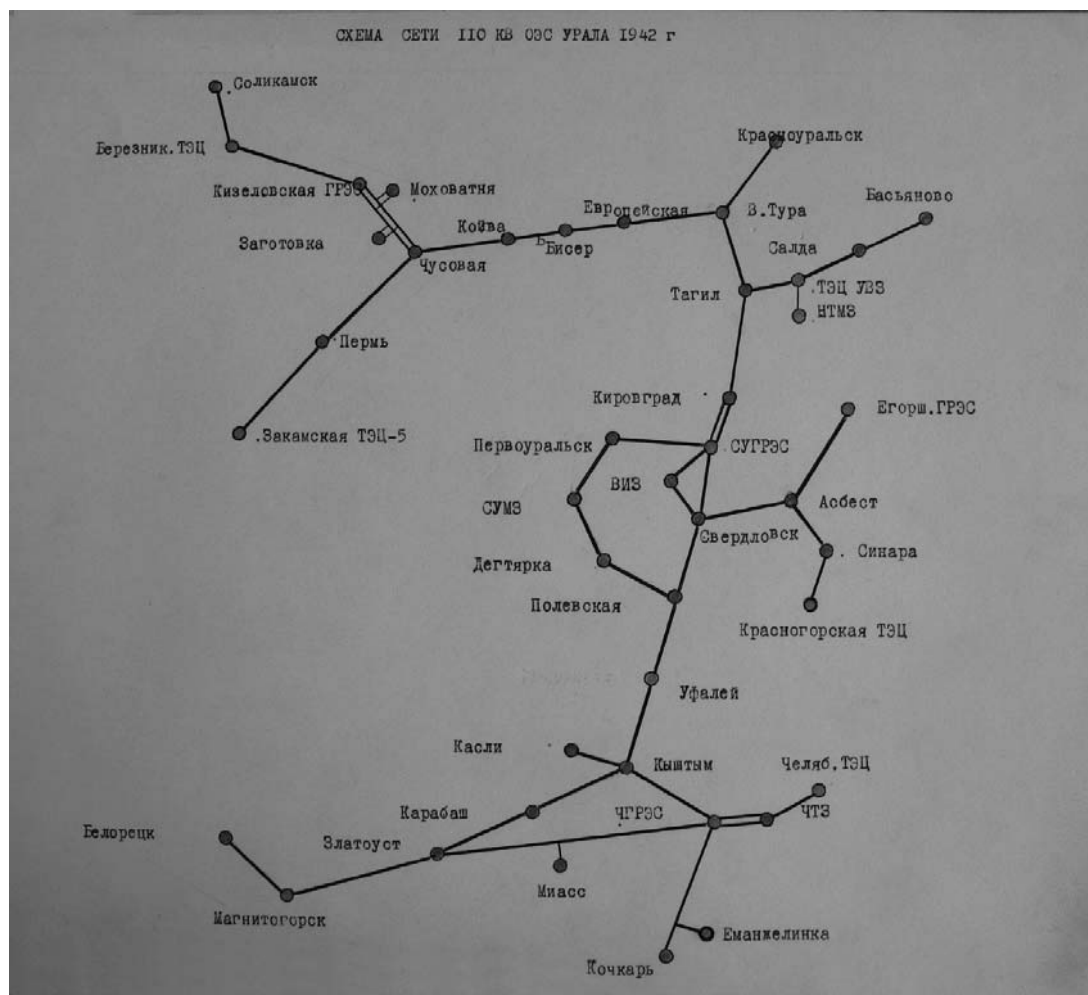 СХЕМА СЕТИ 110 КВ ОЭС УРАЛА 1942 г
Соликамск
Березник.ТЭЦ
Красноуральск
Кизеловская ГРЭС
Моховатня
Басьяново
Европейская
В.Тура
Койва
Заготовка
Бисер
Салда
Чусовая
.ТЭЦ УВЗ
Тагил
НТМЗ
Пермь
Кировград
Егорш.ГРЭС
.Закамская ТЭЦ-5
Первоуральск
СУГРЭС
ВИЗ
СУМЗ
Асбест
Свердловск
. Синара
Дегтярка
Полевская
Красногорская ТЭЦ
Уфалей
Касли
Кыштым
Челяб.ТЭЦ
Карабаш
ЧГРЭС
ЧТЗ
Белорецк
Златоуст
Миасс
Магнитогорск
Еманжелинка
Кочкарь